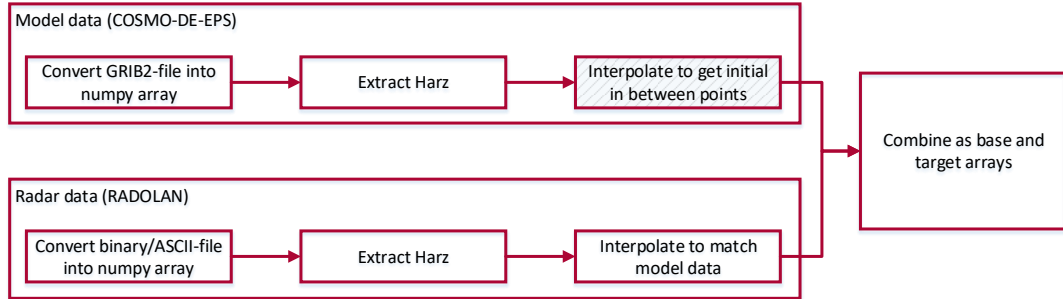 Model data (COSMO-DE-EPS)
Convert GRIB2-file into
numpy array
Extract Harz
Interpolate to get initial
in between points
Combine as base and
target arrays
Radar data (RADOLAN)
Convert binary/ASCII-file
into numpy array
Extract Harz
Interpolate to match
model data